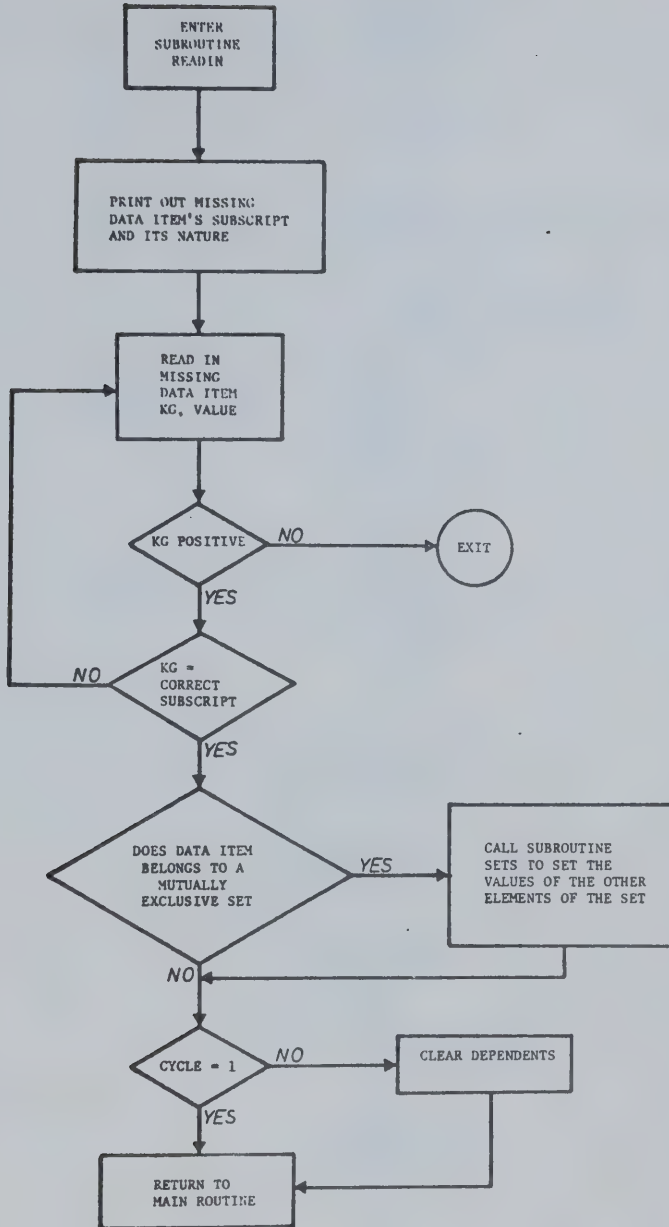 ENTER
SUBROUTINE
READIN
PRINT OUT MISSING
DATA ITEM'S SUBSCRIPT
AND ITS NATURE
READ IN
MISSING
DATA ITEM
KG, VALUE
KG POSITIVE
NO
EXIT
YES
KG =
CORRECT
SUBSCRIPT
NO
YES
DOES DATA ITEM
BELONGS TO A
MUTUALLY
EXCLUSIVE SET
YES
CALL SUBROUTINE
SETS TO SET THE
VALUES OF THE OTHER
ELEMENTS OF THE SET
NO
CYCLE = 1
NO
CLEAR DEPENDENTS
YES
RETURN TO
MAIN ROUTINE